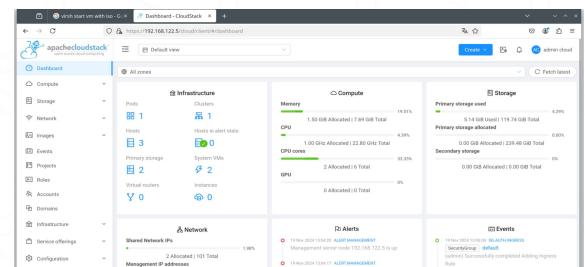 virsh start vm with iso - G
Dashboard - CloudStack
https://192.168.122.5/cloud/client/#/dashboard
apachecloudstack
open source cloud computing
Default view
Create
AC admin cloud
Dashboard
Compute
Storage
Network
Images
Events
Projects
Roles
Accounts
Domains
Infrastructure
Service offerings
Configuration
All zones
Fetch latest
Infrastructure
Pods
1
Clusters
1
Hosts
3
Hosts in alert state
0
Primary storage
2
System VMs
2
Virtual routers
0
Instances
0
Compute
Memory
19.51%
1.50 GiB Allocated | 7.69 GiB Total
CPU
4.39%
1.00 GHz Allocated | 22.80 GHz Total
CPU cores
33.33%
2 Allocated | 6 Total
GPU
0%
0 Allocated | 0 Total
Storage
Primary storage used
4.29%
5.14 GiB Used | 119.74 GiB Total
Primary storage allocated
0.00%
0.00 GiB Allocated | 239.48 GiB Total
Secondary storage
0%
0.00 GiB Allocated | 0.00 GiB Total
Network
Shared Network IPs
1.98%
2 Allocated | 101 Total
Management IP addresses
Alerts
ALERT.MANAGEMENT
Management server node 192.168.122.5 is up
ALERT.MANAGEMENT
Events
SG.AUTH.INGRESS
SecurityGroup default
(admin) Successfully completed Adding Ingress
Rule